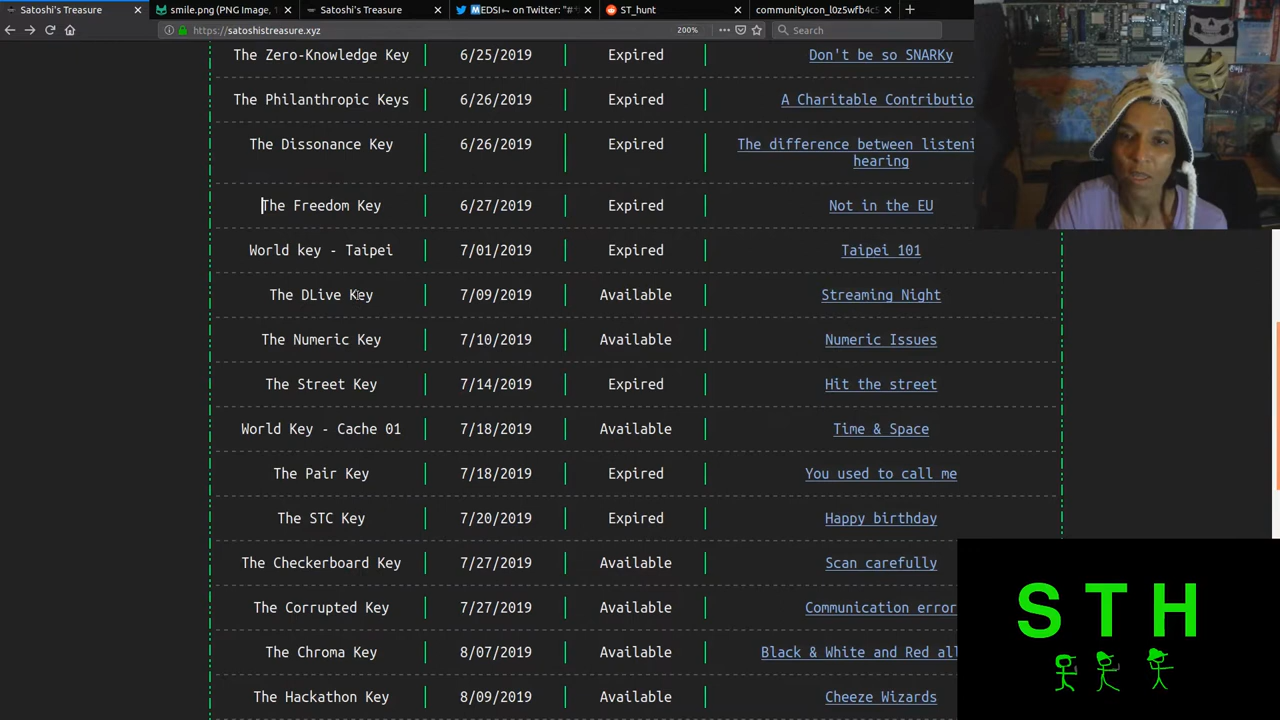 Satoshi's Treasure
smile.png (PNG Image,
Satoshi's Treasure
on Twitter: "#
ST_hunt
communityIcon_l0z5wfb4c
https://satoshistreasure.xyz
200%
Search
The Zero-Knowledge Key 6/25/2019 Expired Don't be so SNARKy
The Philanthropic Keys 6/26/2019 Expired A Charitable Contributio
The Dissonance Key 6/26/2019 Expired The difference between listeni
hearing
The Freedom Key 6/27/2019 Expired Not in the EU
World key - Taipei 7/01/2019 Expired Taipei 101
The DLive Key 7/09/2019 Available Streaming Night
The Numeric Key 7/10/2019 Available Numeric Issues
The Street Key 7/14/2019 Expired Hit the street
World Key - Cache 01 7/18/2019 Available Time & Space
The Pair Key 7/18/2019 Expired You used to call me
The STC Key 7/20/2019 Expired Happy birthday
The Checkerboard Key 7/27/2019 Available Scan carefully
The Corrupted Key 7/27/2019 Available Communication error
The Chroma Key 8/07/2019 Available Black & White and Red al
The Hackathon Key 8/09/2019 Available Cheeze Wizards
STH